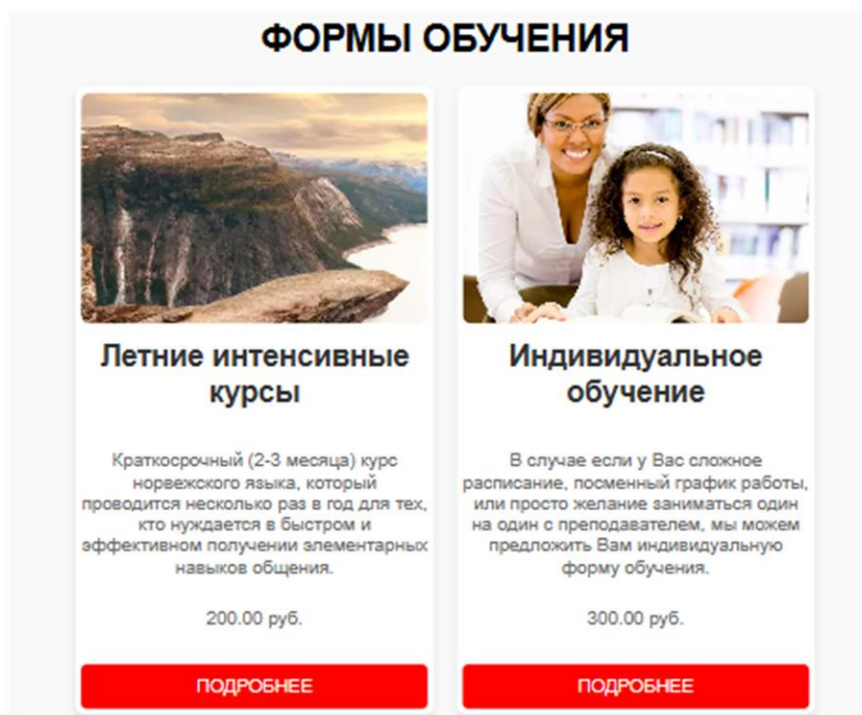 ФОРМЫ ОБУЧЕНИЯ
Летние интенсивные
курсы
Краткосрочный (2-3 месяца) курс
норвежского языка, который
проводится несколько раз в год для тех,
кто нуждается в быстром и
эффективном получении элементарных
навыков общения.
200.00 руб.
ПОДРОБНЕЕ
Индивидуальное
обучение
В случае если у Вас сложное
расписание, посменный график работы,
или просто желание заниматься один
на один с преподавателем, мы можем
предложить Вам индивидуальную
форму обучения.
300.00 руб.
ПОДРОБНЕЕ